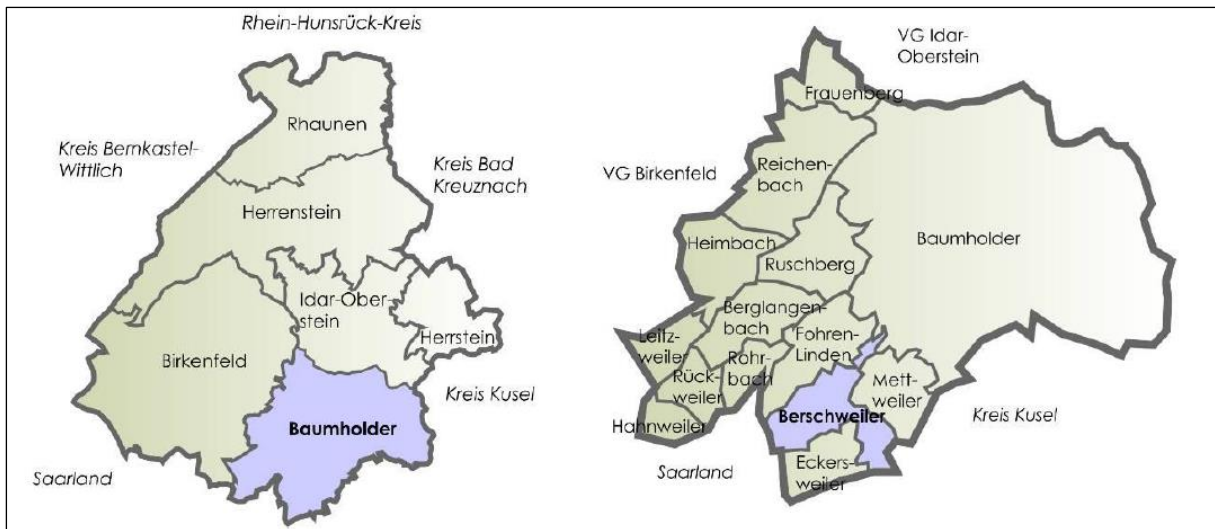 Rhein-Hunsrück-Kreis
Rhaunen
Kreis Bernkastel-
Wittlich
Kreis Bad
Kreuznach
Herrenstein
Idar-Ober-
stein
Herrstein
Birkenfeld
Kreis Kusel
Baumholder
Saarland
VG Idar-
Oberstein
Frauenberg
VG Birkenfeld
Reichen-
bach
Heimbach
Baumholder
Ruschberg
Berglangen-
bach
Leitz-
weiler
Fohren-
Linden
Rohr-
bach
Rück-
weiler
Mett-
weiler
Hahnweiler
Berschweiler
Kreis Kusel
Saarland
Eckers-
weiler